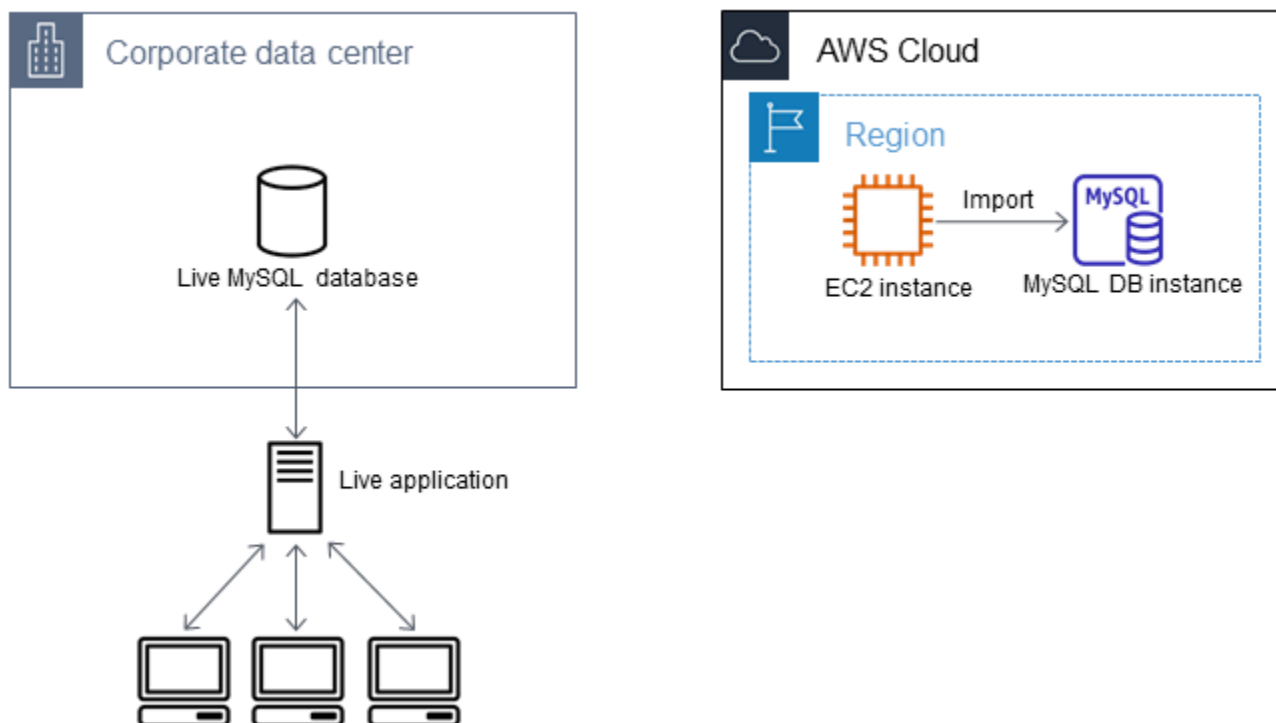 Corporate data center
Live MySQL database
Live application
AWS Cloud
Region
Import
MySQL
EC2 instance
MySQL DB instance